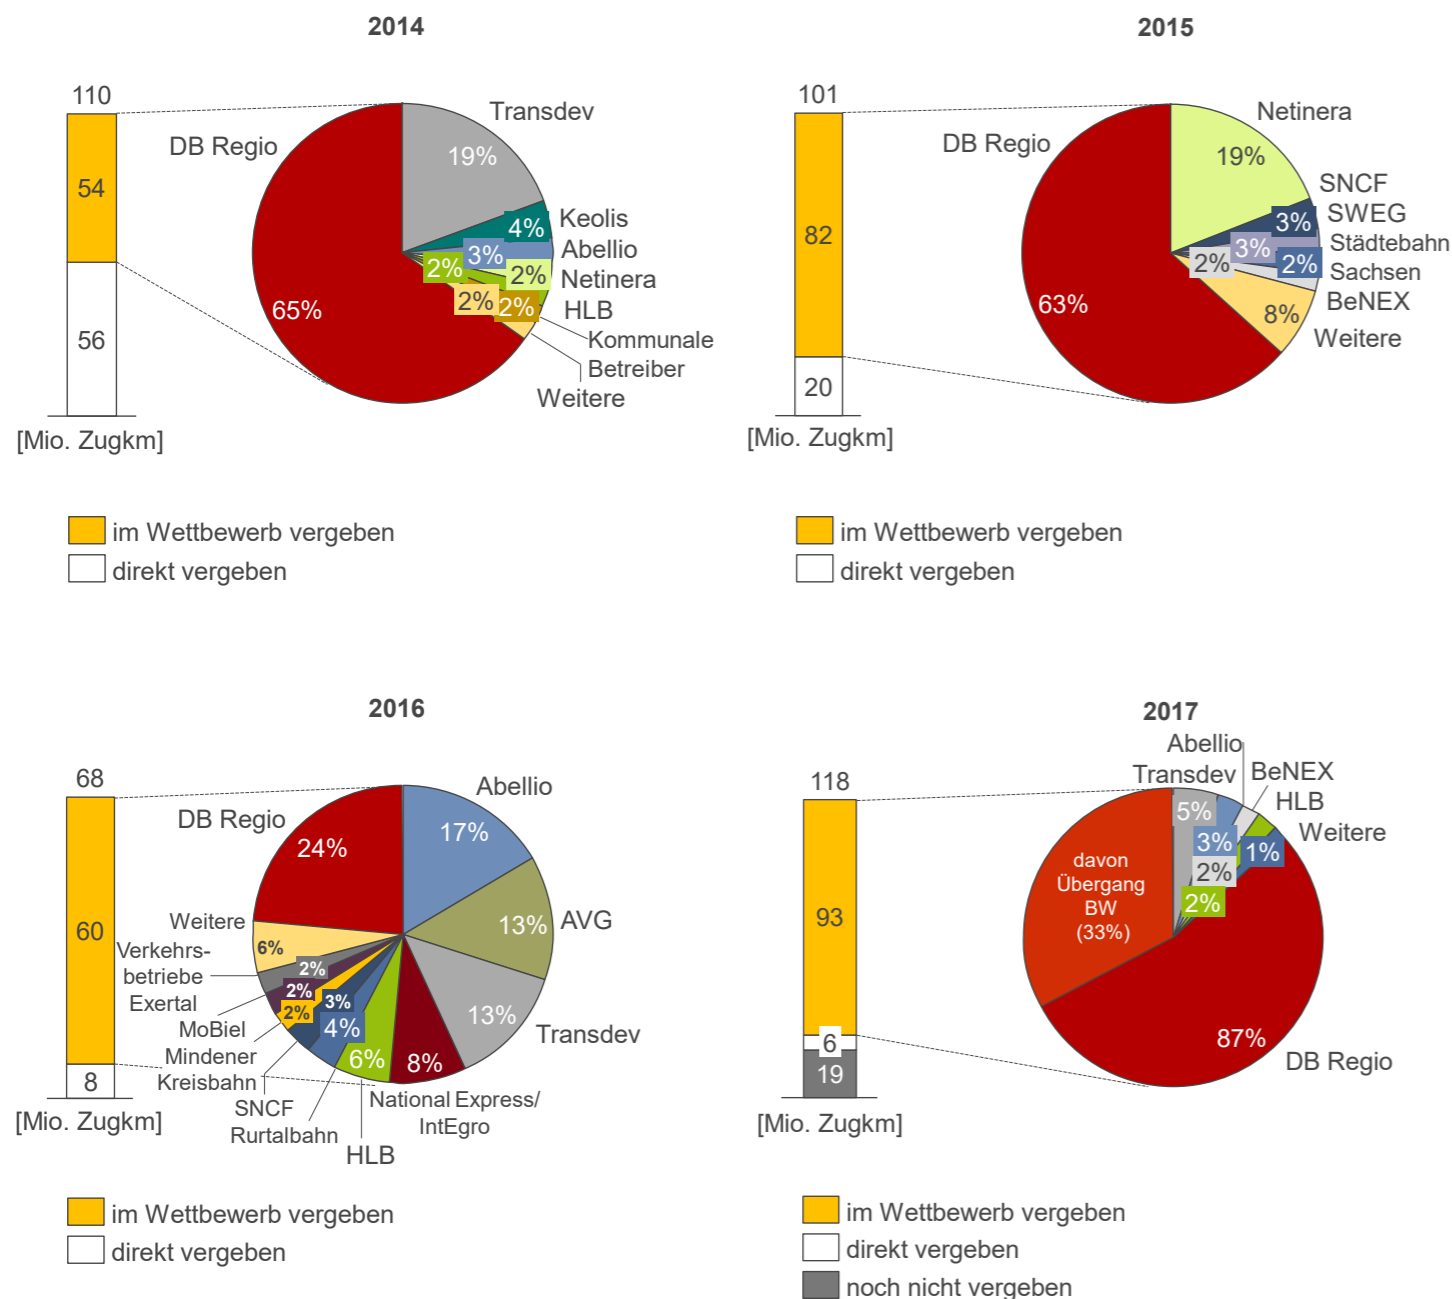 2014
110
54
56
[Mio. Zugkm]
DB Regio
Transdev
19%
Keolis
4%
Abellio
3%
Netinera
2%
HLB
2%
Kommunale
Betreiber
2%
Weitere
2%
65%
im Wettbewerb vergeben
direkt vergeben
2015
101
82
20
[Mio. Zugkm]
DB Regio
Netinera
19%
SNCF
3%
SWEG
3%
Städtebahn
Sachsen
2%
BeNEX
2%
Weitere
8%
63%
im Wettbewerb vergeben
direkt vergeben
2016
68
60
8
[Mio. Zugkm]
DB Regio
24%
Abellio
17%
AVG
13%
Transdev
13%
National Express/
IntEgro
8%
HLB
6%
Rurtalbahn
4%
SNCF
3%
Mindener
Kreisbahn
2%
MoBiel
2%
Verkehrs-
betriebe
Exertal
2%
Weitere
6%
im Wettbewerb vergeben
direkt vergeben
2017
118
93
6
19
[Mio. Zugkm]
Abellio
Transdev
BeNEX
HLB
Weitere
5%
3%
2%
2%
1%
davon
Übergang
BW
(33%)
87%
DB Regio
im Wettbewerb vergeben
direkt vergeben
noch nicht vergeben